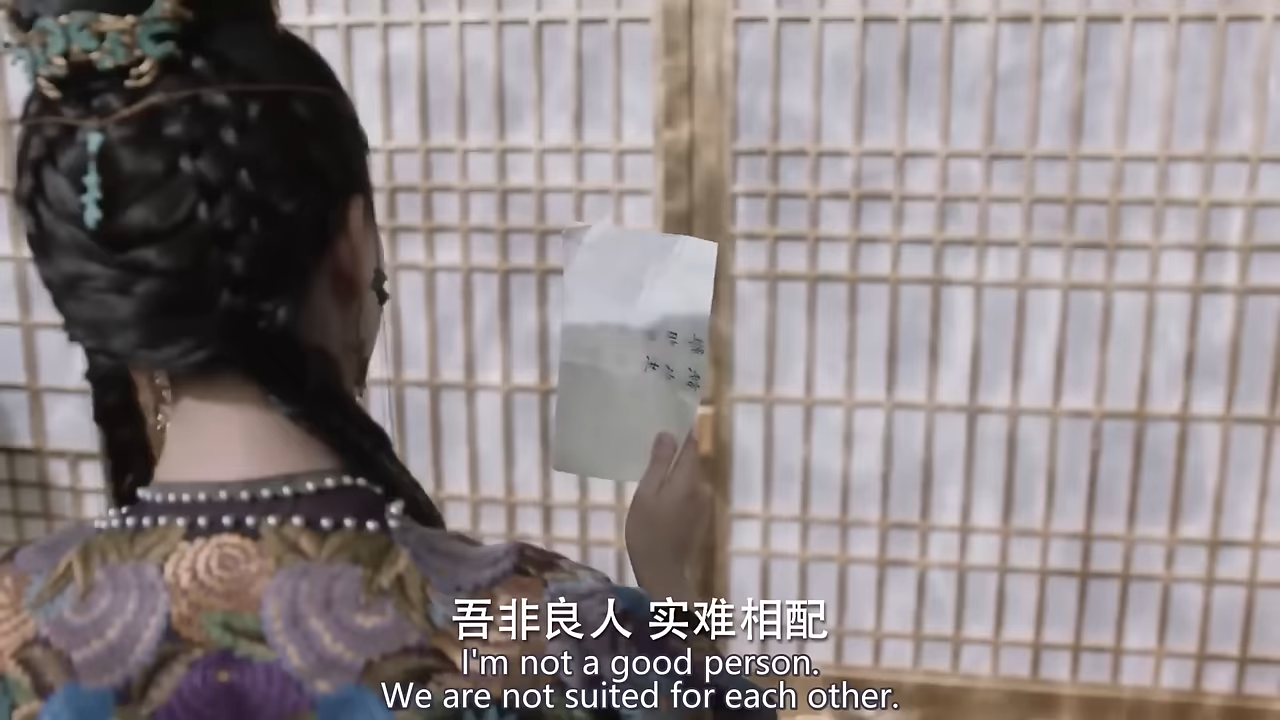 吾非良人 实难相配
I'm not a good person.
We are not suited for each other.